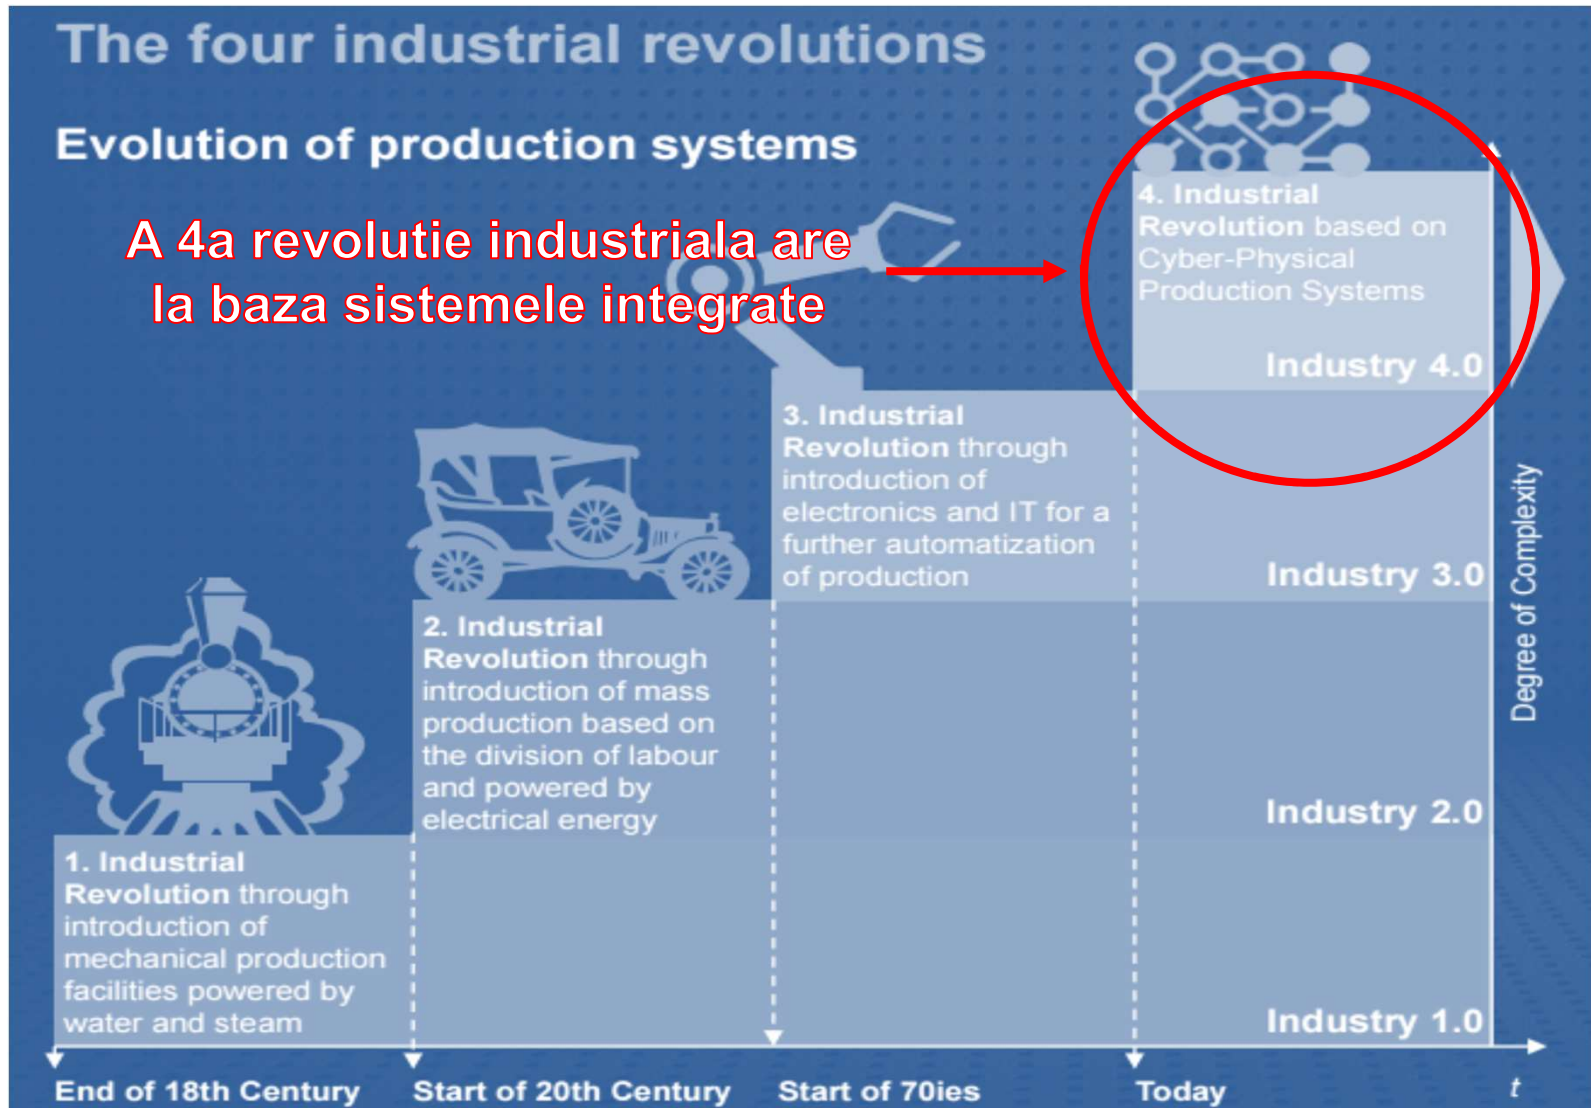 The four industrial revolutions
Evolution of production systems
A 4a revolutie industriala are
la baza sistemele integrate
4. Industrial
Revolution based on
Cyber-Physical
Production Systems
Industry 4.0
3. Industrial
Revolution through
introduction of
electronics and IT for a
further automatization
of production
Industry 3.0
2. Industrial
Revolution through
introduction of mass
production based on
the division of labour
and powered by
electrical energy
Industry 2.0
1. Industrial
Revolution through
introduction of
mechanical production
facilities powered by
water and steam
Industry 1.0
Degree of Complexity
End of 18th Century
Start of 20th Century
Start of 70ies
Today
t